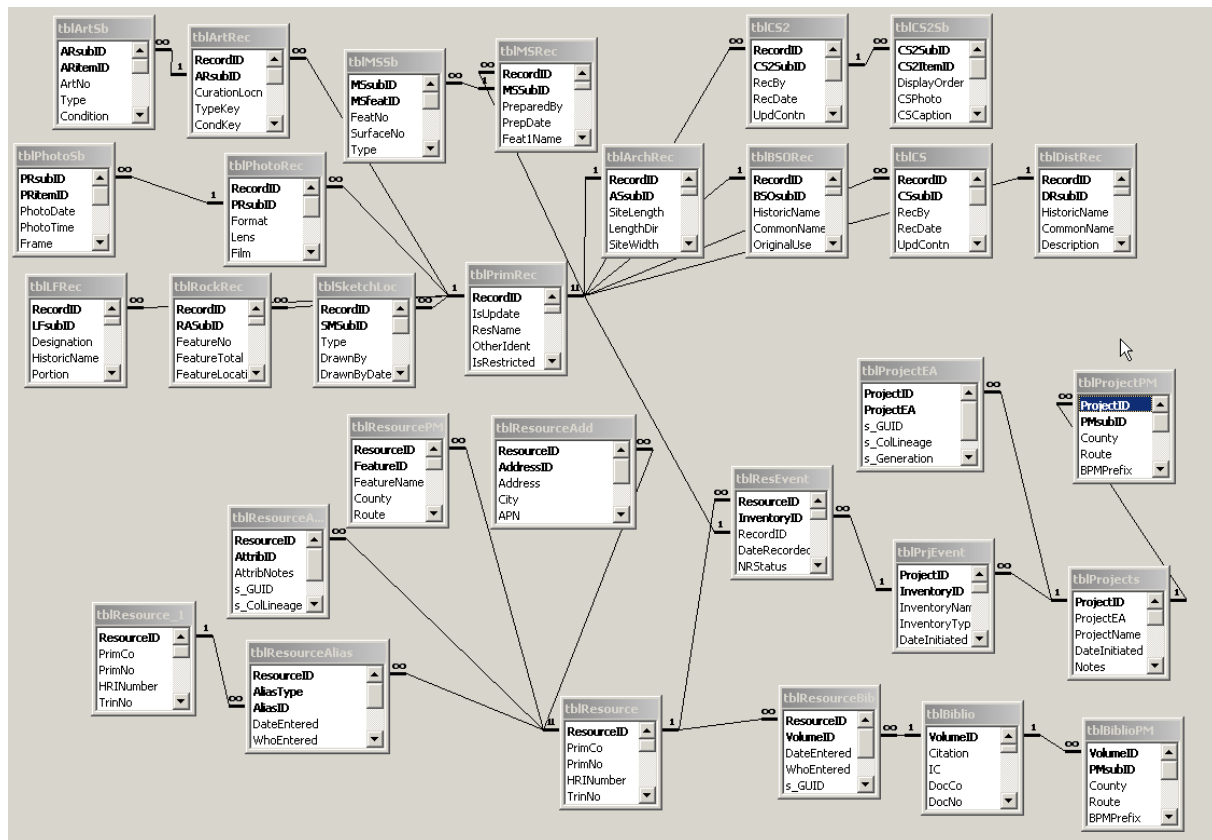 tblArtSb
ARsubID
ARitemID
ArtNo
Type
Condition
tblArtRec
RecordID
ARsubID
CurationLocn
TypeKey
CondKey
tblMSSb
MSsubID
MSfeatID
FeatNo
SurfaceNo
Type
tblMSRec
RecordID
MSSubID
PreparedBy
PrepDate
Feat1Name
tblCS2
RecordID
CS2SubID
RecBy
RecDate
UpdContn
tblCS2Sb
CS2SubID
CS2ItemID
DisplayOrder
CSPhoto
CSCaption
tblPhotoSb
PRsubID
PRitemID
PhotoDate
PhotoTime
Frame
tblPhotoRec
RecordID
PRsubID
Format
Lens
Film
tblArchRec
RecordID
ASsubID
SiteLength
LengthDir
SiteWidth
tblBSORec
RecordID
BSOsubID
HistoricName
CommonName
OriginalUse
tblCS
RecordID
CSsubID
RecBy
RecDate
UpdContn
tblDistRec
RecordID
DRsubID
HistoricName
CommonName
Description
tblLFRec
RecordID
LFsubID
Designation
HistoricName
Portion
tblRockRec
RecordID
RASubID
FeatureNo
FeatureTotal
FeatureLocati
tblSketchLoc
RecordID
SMSubID
Type
DrawnBy
DrawnByDate
tblPrimRec
RecordID
IsUpdate
ResName
OtherIdent
IsRestricted
tblProjectEA
ProjectID
ProjectEA
s_GUID
s_ColLineage
s_Generation
tblProjectPM
ProjectID
PMsubID
County
Route
BPMPrefix
tblResourcePM
ResourceID
FeatureID
FeatureName
County
Route
tblResourceAdd
ResourceID
AddressID
Address
City
APN
tblResEvent
ResourceID
InventoryID
RecordID
DateRecorded
NRStatus
tblResourceA...
ResourceID
AttribID
AttribNotes
s_GUID
s_ColLineage
tblPrjEvent
ProjectID
InventoryID
InventoryNam
InventoryTyp
DateInitiated
tblProjects
ProjectID
ProjectEA
ProjectName
DateInitiated
Notes
tblResource_1
ResourceID
PrimCo
PrimNo
HRINumber
TrinNo
tblResourceAlias
ResourceID
AliasType
AliasID
DateEntered
WhoEntered
tblResource
ResourceID
PrimCo
PrimNo
HRINumber
TrinNo
tblResourceBib
ResourceID
VolumeID
DateEntered
WhoEntered
s_GUID
tblBiblio
VolumeID
Citation
IC
DocCo
DocNo
tblBiblioPM
VolumeID
PMsubID
County
Route
BPMPrefix